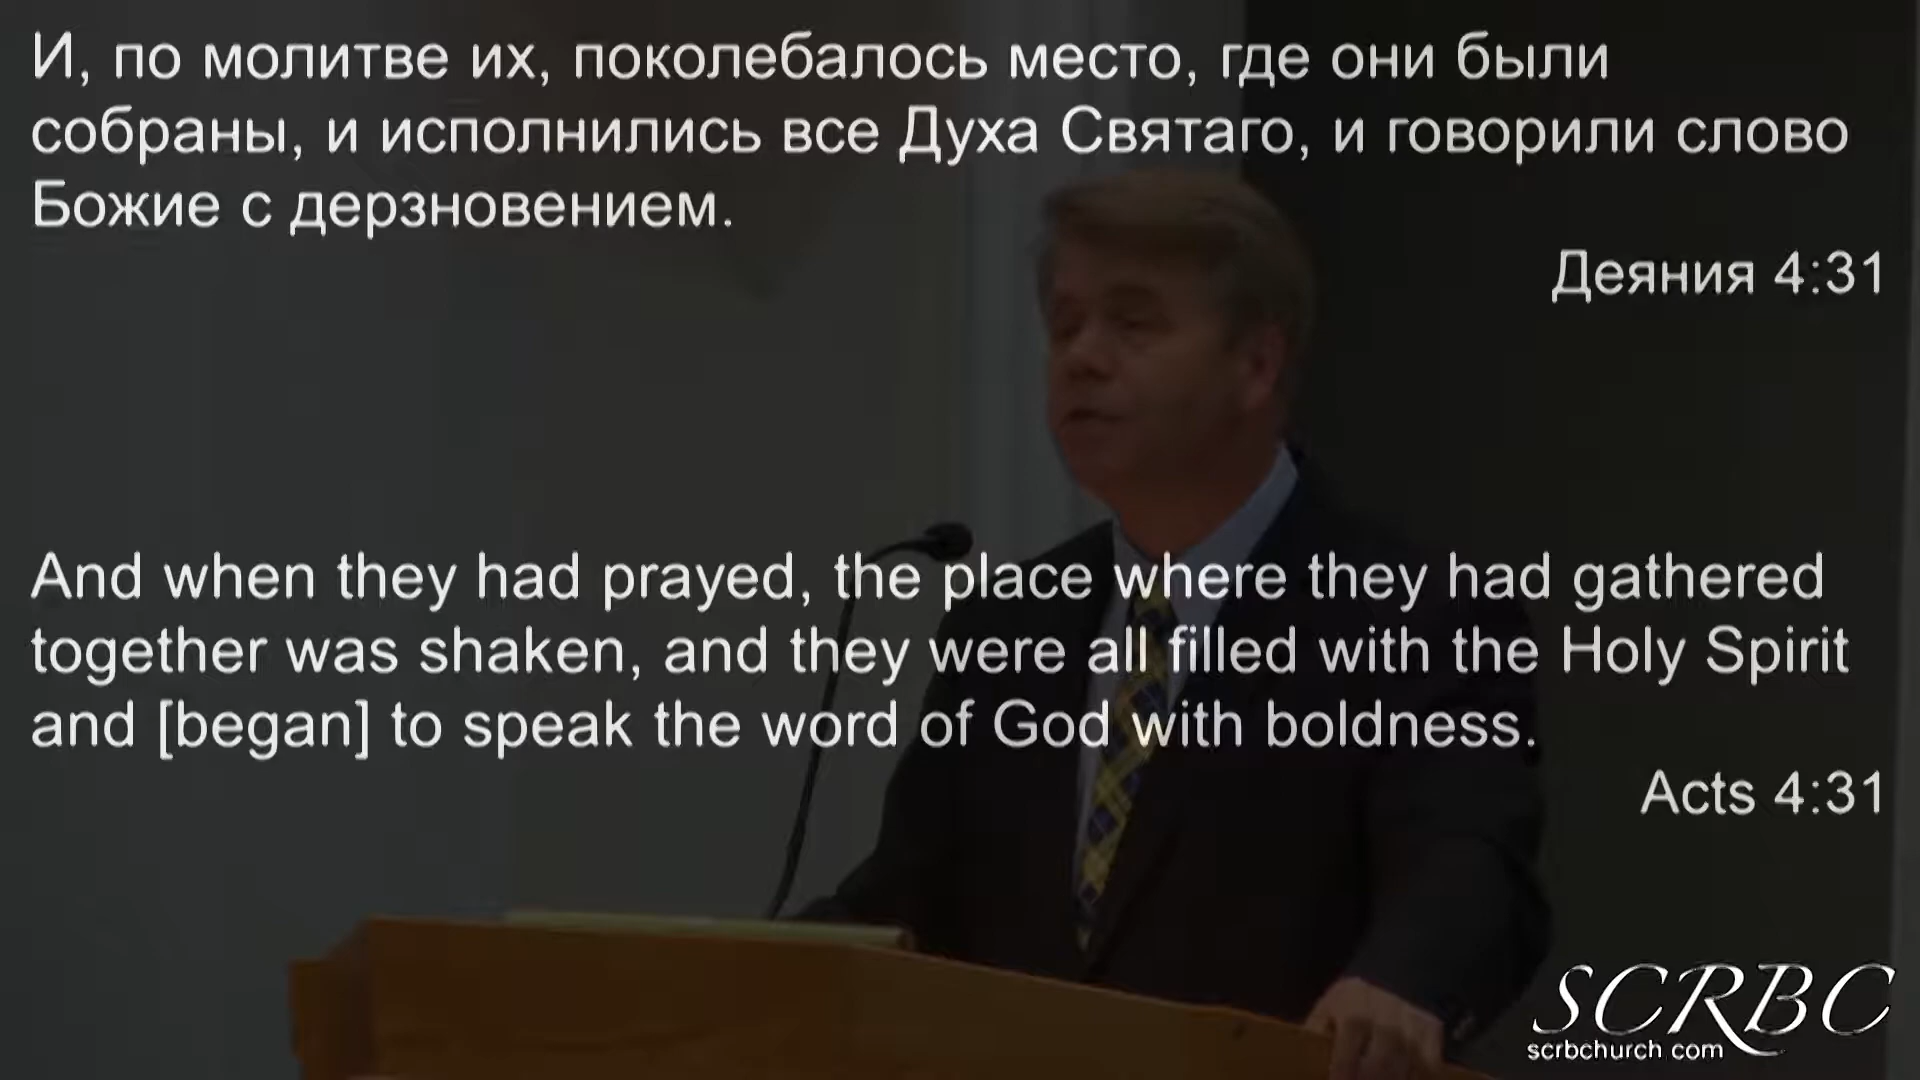 И, по молитве их, поколебалось место, где они были
собраны, и исполнились все Духа Святаго, и говорили слово
Божие с дерзновением.
Деяния 4:31
And when they had prayed, the place where they had gathered
together was shaken, and they were all filled with the Holy Spirit
and [began] to speak the word of God with boldness.
Acts 4:31
SCRBC
scrbchurch com